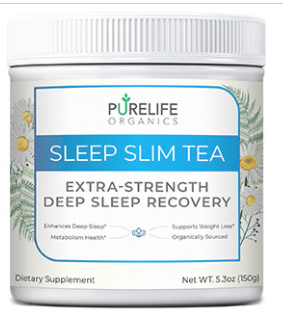 PURELIFE
ORGANICS
SLEEP SLIM TEA
EXTRA-STRENGTH
DEEP SLEEP RECOVERY
Enhances Deep Sleep* Supports Weight Loss*
Metabolism Health* Organically Sourced
Dietary Supplement Net WT. 5.3oz (150g)